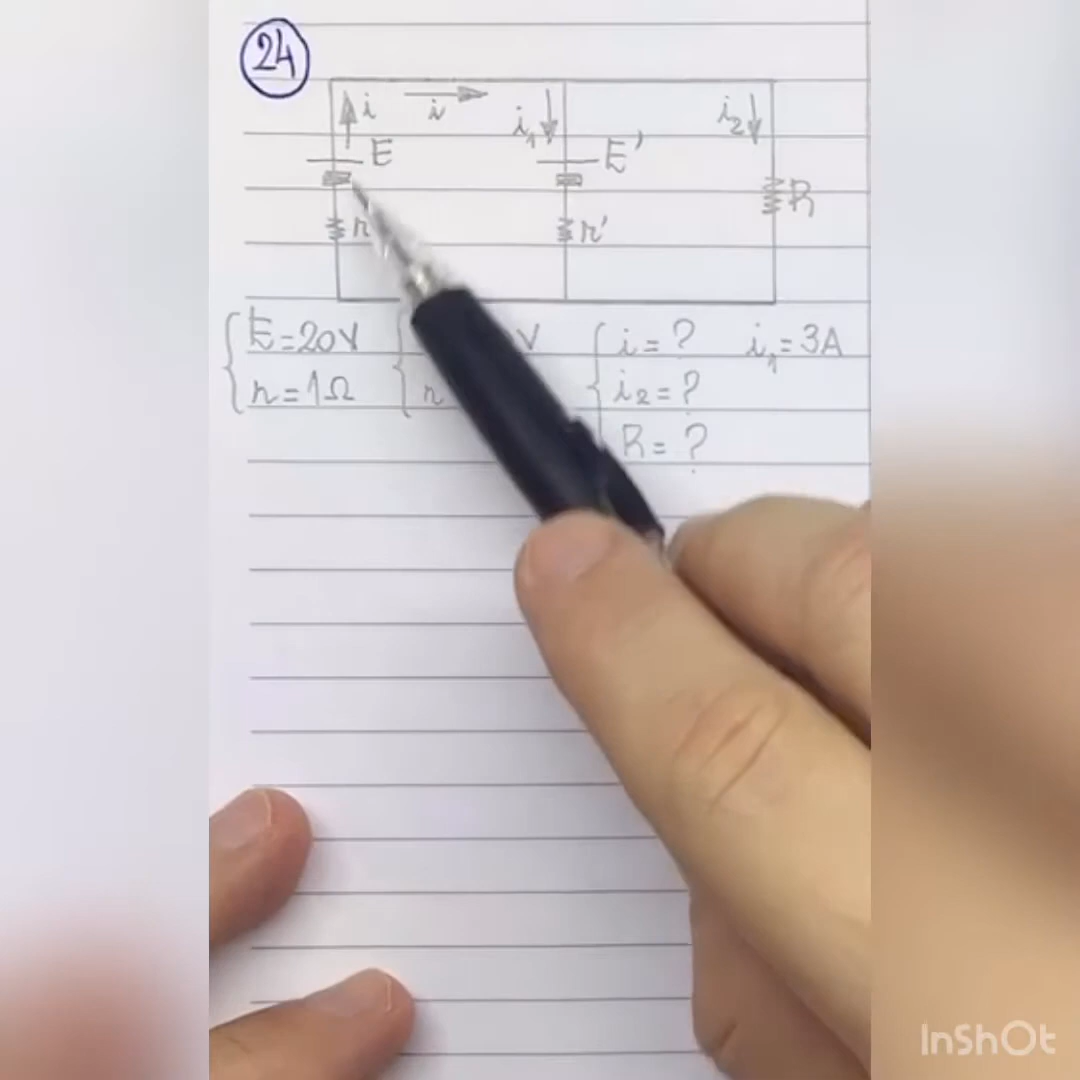 24
i i i₁ i₂
E E' R
r r'
E=20V V i=? i₁=3A
r=1Ω r i₂=?
R=?
InShOt